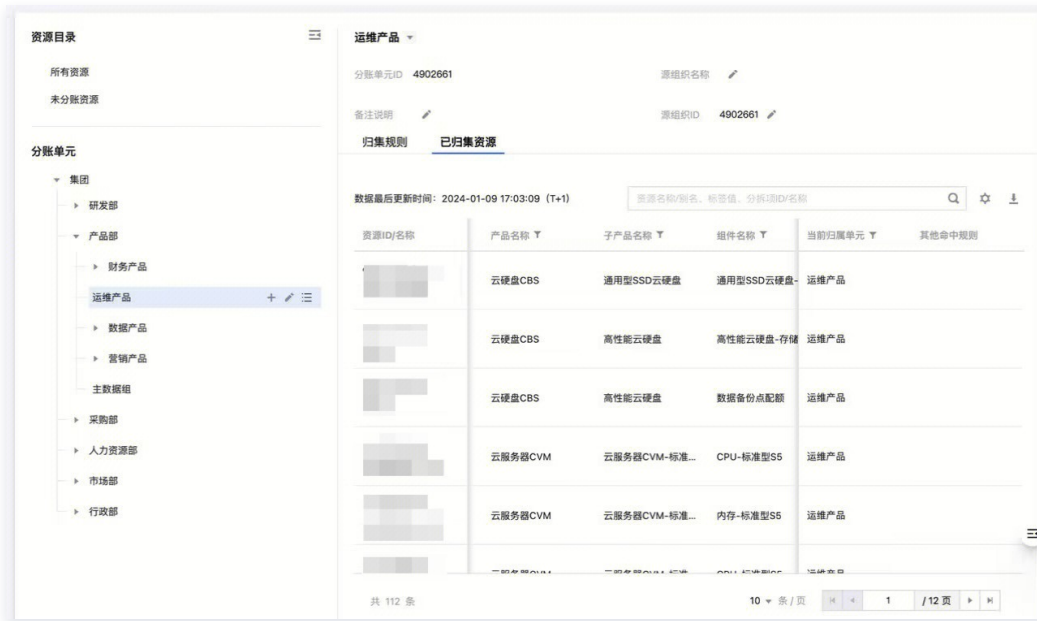 资源目录
所有资源
未分账资源
分账单元
集团
研发部
产品部
财务产品
运维产品
数据产品
营销产品
主数据组
采购部
人力资源部
市场部
行政部
运维产品
分账单元ID 4902661 源组织名称
备注说明 源组织ID 4902661
归集规则 已归集资源
数据最后更新时间：2024-01-09 17:03:09（T+1） 资源名称/别名、标签值、分拆项ID/名称
资源ID/名称 产品名称 子产品名称 组件名称 当前归属单元 其他命中规则
云硬盘CBS 通用型SSD云硬盘 通用型SSD云硬盘- 运维产品
云硬盘CBS 高性能云硬盘 高性能云硬盘-存储 运维产品
云硬盘CBS 高性能云硬盘 数据备份点配额 运维产品
云服务器CVM 云服务器CVM-标准... CPU-标准型S5 运维产品
云服务器CVM 云服务器CVM-标准... 内存-标准型S5 运维产品
共 112 条 10 条 / 页 1 / 12 页